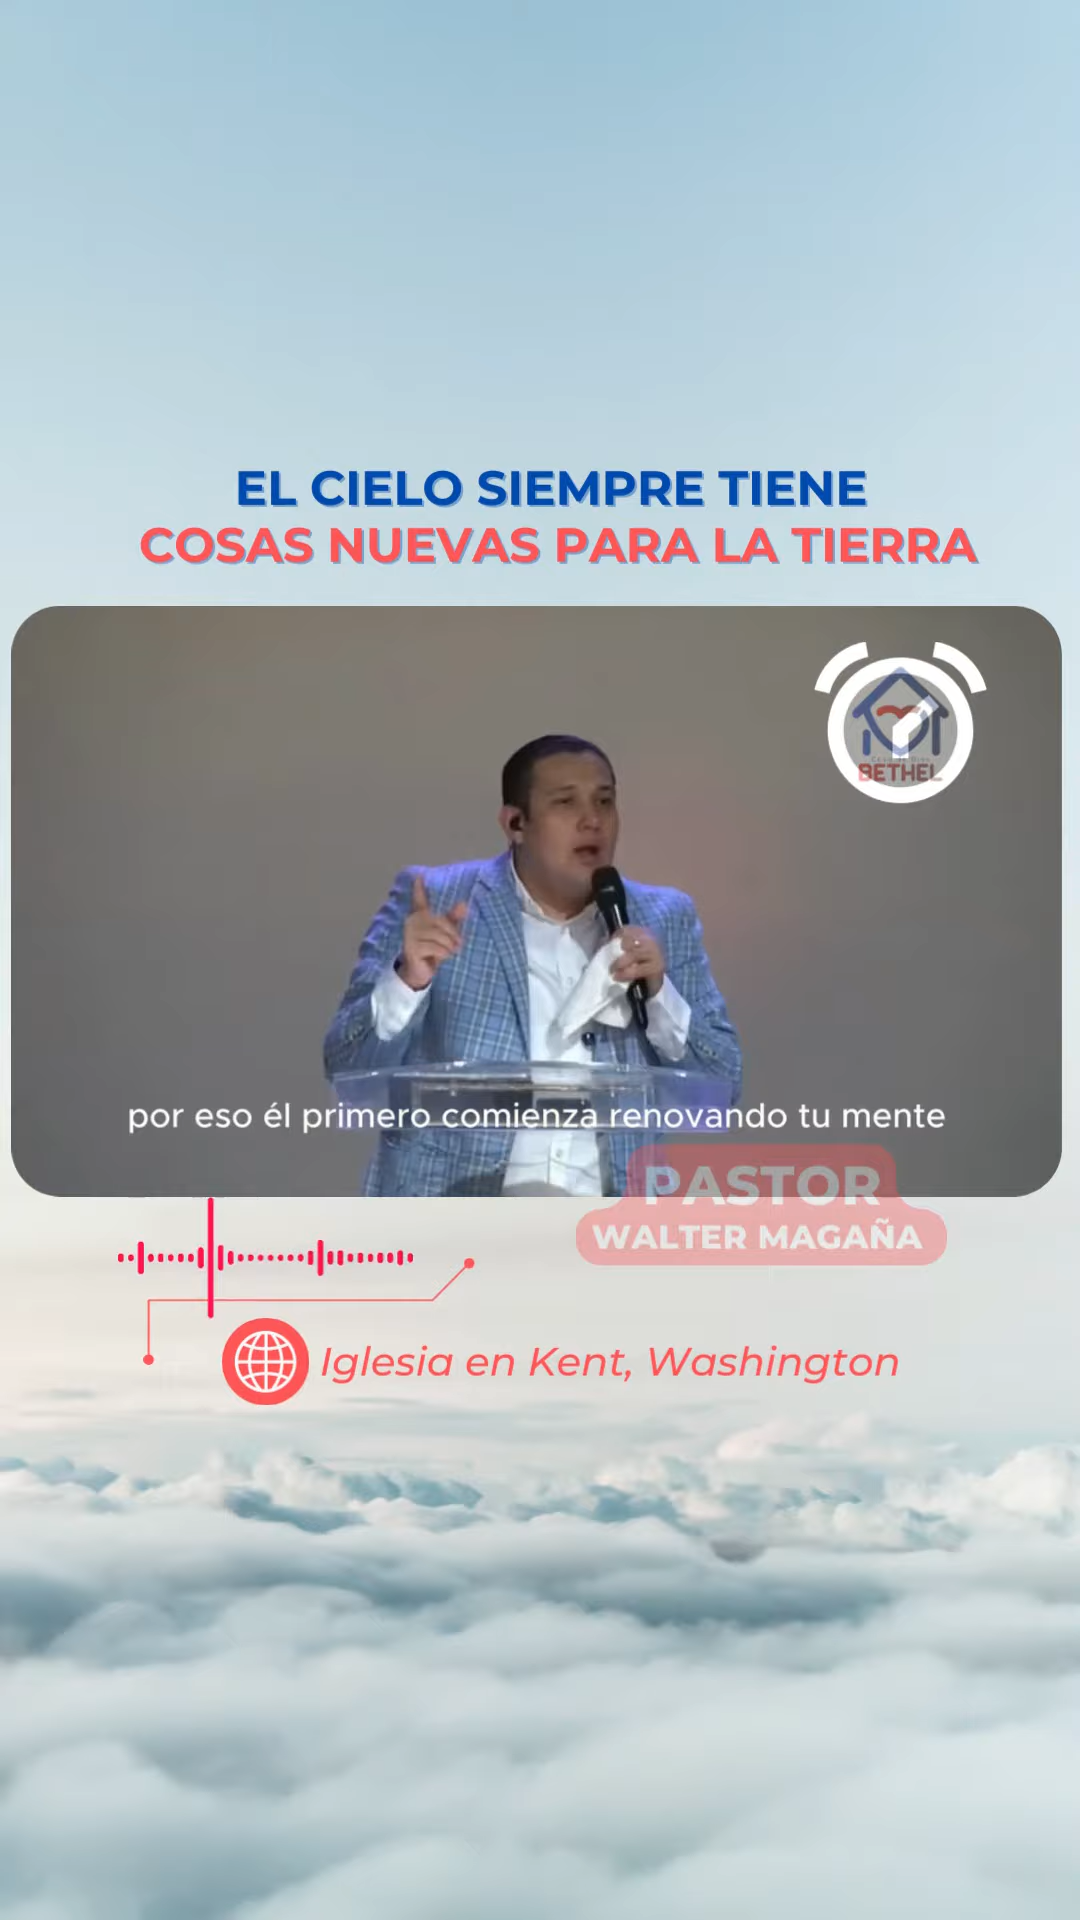 EL CIELO SIEMPRE TIENE
COSAS NUEVAS PARA LA TIERRA
BETHEL
por eso él primero comienza renovando tu mente
PASTOR
WALTER MAGAÑA
Iglesia en Kent, Washington